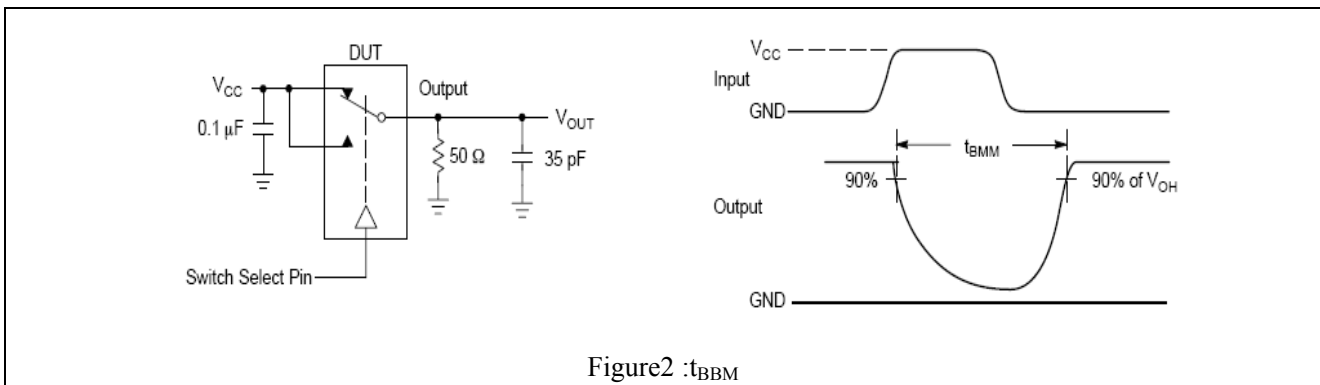 DUT
V_CC
Output
V_OUT
0.1 μF
50 Ω
35 pF
Switch Select Pin
V_CC
Input
GND
t_BMM
90%
90% of V_OH
Output
GND
Figure2 :t_BBM